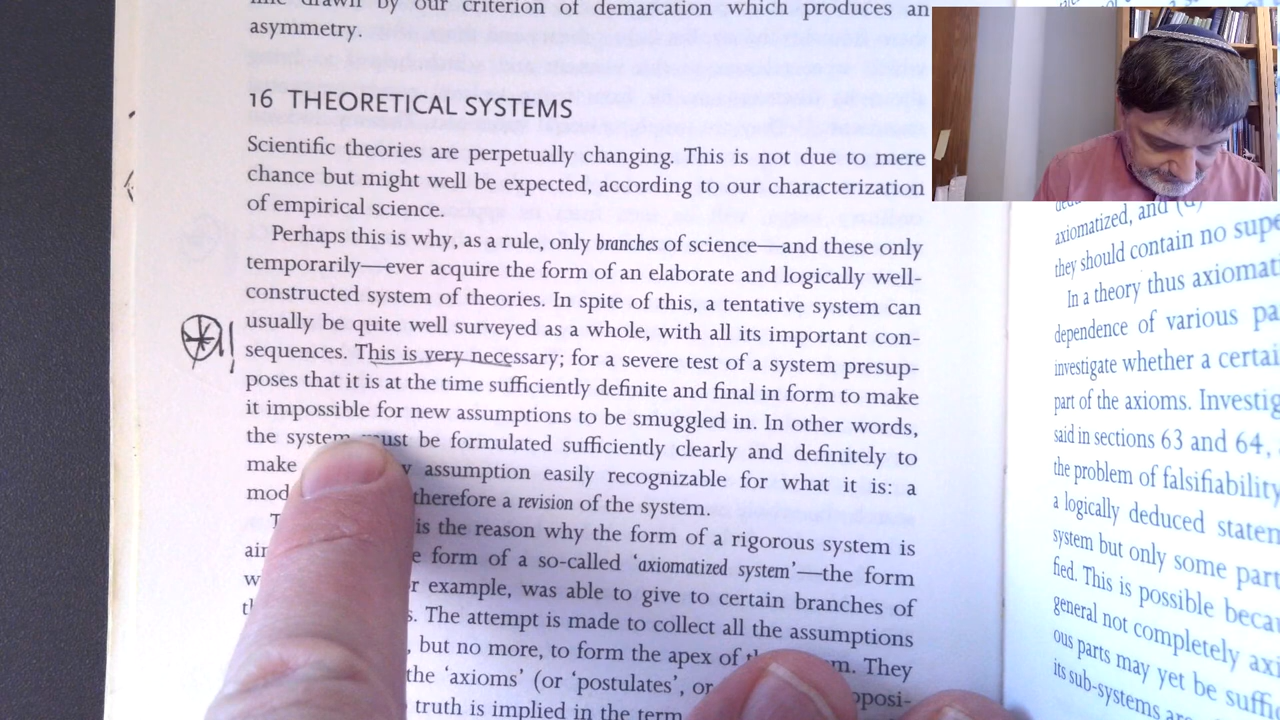 line drawn by our criterion of demarcation which produces an
asymmetry.
16 THEORETICAL SYSTEMS
Scientific theories are perpetually changing. This is not due to mere
chance but might well be expected, according to our characterization
of empirical science.
Perhaps this is why, as a rule, only branches of science—and these only
temporarily—ever acquire the form of an elaborate and logically well-
constructed system of theories. In spite of this, a tentative system can
usually be quite well surveyed as a whole, with all its important con-
sequences. This is very necessary; for a severe test of a system presup-
poses that it is at the time sufficiently definite and final in form to make
it impossible for new assumptions to be smuggled in. In other words,
the system must be formulated sufficiently clearly and definitely to
make assumption easily recognizable for what it is: a
therefore a revision of the system.
is the reason why the form of a rigorous system is
form of a so-called ‘axiomatized system’—the form
example, was able to give to certain branches of
The attempt is made to collect all the assumptions
, but no more, to form the apex of They
the ‘axioms’ (or ‘postulates’, or
truth is implied in the term
axiomatized, and
they should contain no
In a theory thus
dependence of various
investigate whether a
part of the axioms.
said in sections 63 and 64,
the problem of falsifiability
a logically deduced
system but only some
fied. This is possible
general not completely
ous parts may yet be
its sub-systems